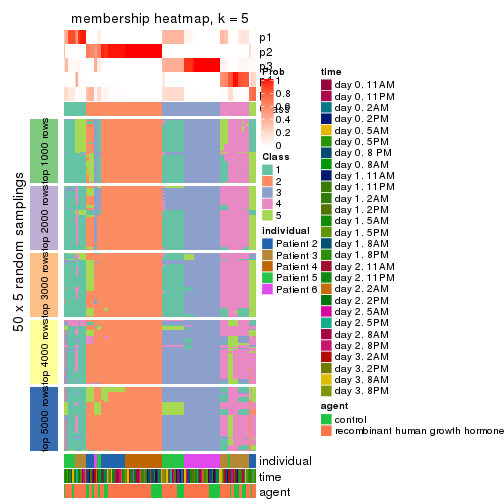 membership heatmap, k = 5
p1
p2
p3
Prob
1
0.8
0.6
0.4
0.2
0
Class
1
2
3
4
5
individual
Patient 2
Patient 3
Patient 4
Patient 5
Patient 6
time
day 0. 11AM
day 0. 11PM
day 0. 2AM
day 0. 2PM
day 0. 5AM
day 0. 5PM
day 0. 8 PM
day 0. 8AM
day 1. 11AM
day 1. 11PM
day 1. 2AM
day 1. 2PM
day 1. 5AM
day 1. 5PM
day 1. 8AM
day 1. 8PM
day 2. 11AM
day 2. 11PM
day 2. 2AM
day 2. 2PM
day 2. 5AM
day 2. 5PM
day 2. 8AM
day 2. 8PM
day 3. 2AM
day 3. 2PM
day 3. 8AM
day 3. 8PM
agent
control
recombinant human growth hormone
50 x 5 random samplings
top 1000 rows
top 2000 rows
top 3000 rows
top 4000 rows
top 5000 rows
individual
time
agent